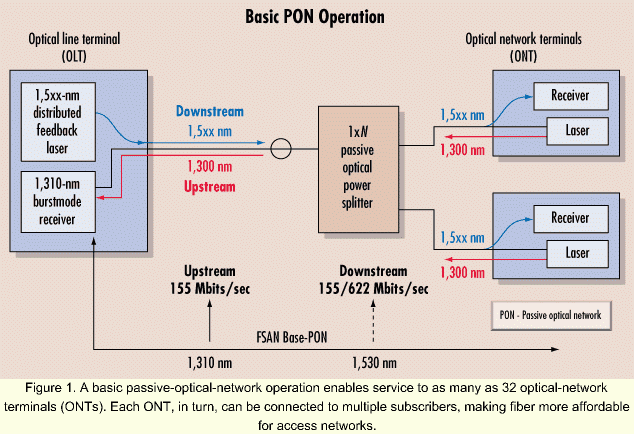 Basic PON Operation
Optical line terminal
(OLT)
1,5xx-nm
distributed
feedback
laser
1,310-nm
burstmode
receiver
Downstream
1,5xx nm
1,300 nm
Upstream
1xN
passive
optical
power
splitter
Optical network terminals
(ONT)
1,5xx nm
1,300 nm
Receiver
Laser
1,5xx nm
1,300 nm
Receiver
Laser
Upstream
155 Mbits/sec
Downstream
155/622 Mbits/sec
PON - Passive optical network
FSAN Base-PON
1,310 nm
1,530 nm
Figure 1. A basic passive-optical-network operation enables service to as many as 32 optical-network
terminals (ONTs). Each ONT, in turn, can be connected to multiple subscribers, making fiber more affordable
for access networks.